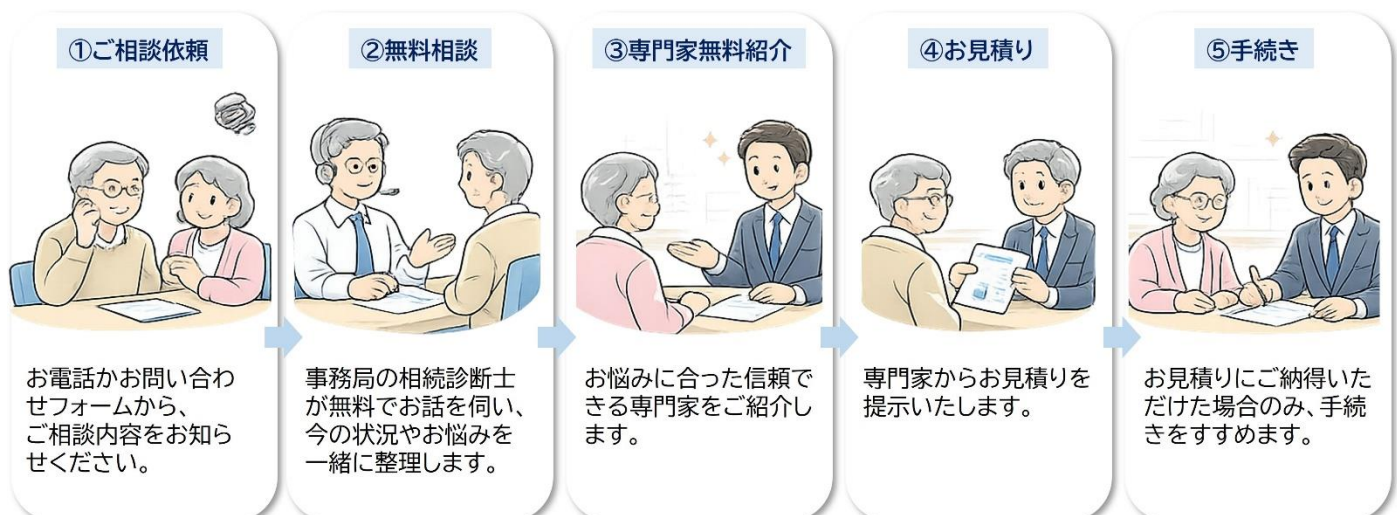 ①ご相談依頼
お電話かお問い合わ
せフォームから、
ご相談内容をお知ら
せください。
②無料相談
事務局の相続診断士
が無料でお話を伺い、
今の状況やお悩みを
一緒に整理します。
③専門家無料紹介
お悩みに合った信頼で
きる専門家をご紹介し
ます。
④お見積り
専門家からお見積りを
提示いたします。
⑤手続き
お見積りにご納得いた
だけた場合のみ、手続
きをすすめます。